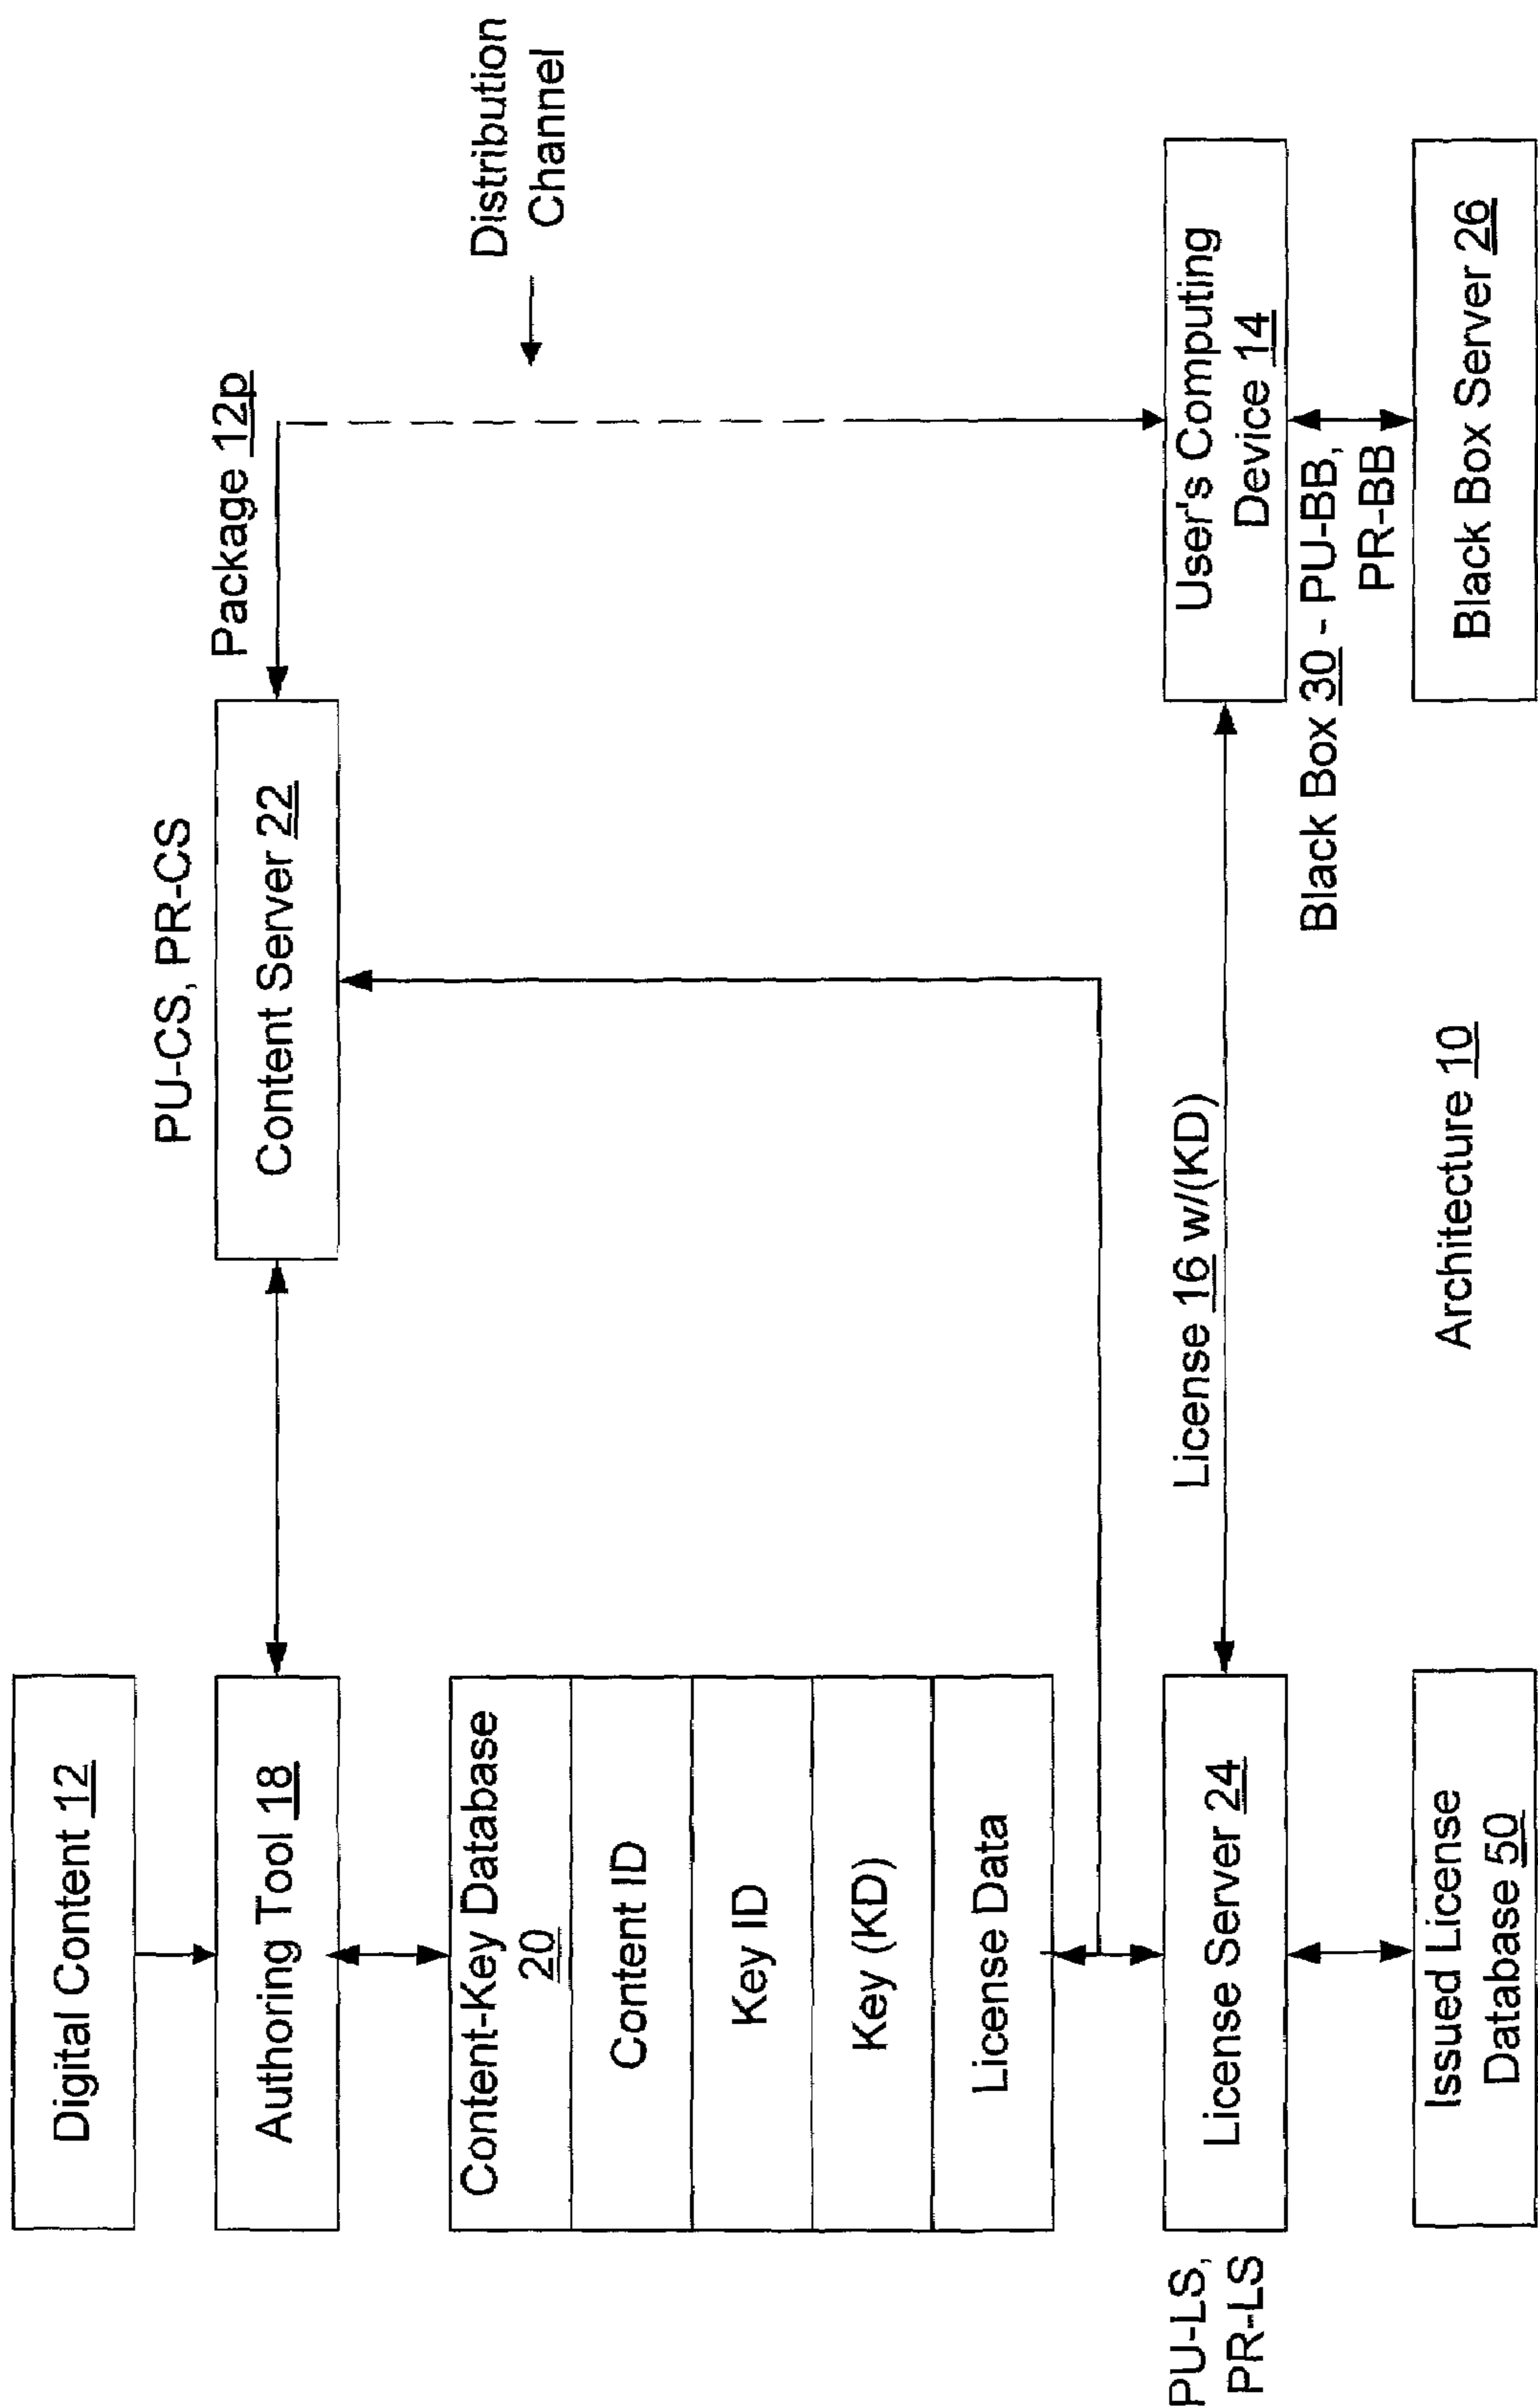 Digital Content 12
Authoring Tool 18
Content-Key Database
20
Content ID
Key ID
Key (KD)
License Data
PU-LS,
PR-LS
License Server 24
Issued License
Database 50
PU-CS, PR-CS
Content Server 22
Package 12p
Distribution
Channel
License 16 w/(KD)
User's Computing
Device 14
Black Box 30 - PU-BB,
PR-BB
Black Box Server 26
Architecture 10